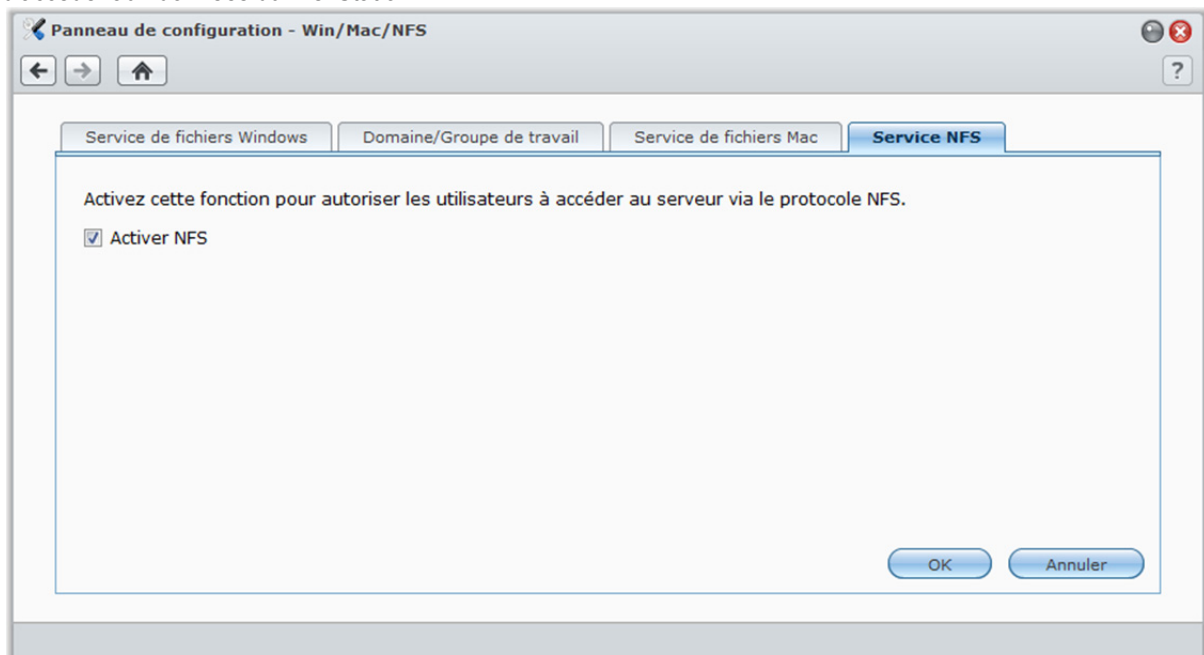 Panneau de configuration - Win/Mac/NFS
?
Service de fichiers Windows
Domaine/Groupe de travail
Service de fichiers Mac
Service NFS
Activez cette fonction pour autoriser les utilisateurs à accéder au serveur via le protocole NFS.
Activer NFS
OK
Annuler